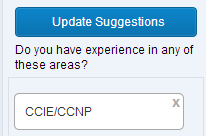 Update Suggestions
Do you have experience in any of
these areas?
x
CCIE/CCNP